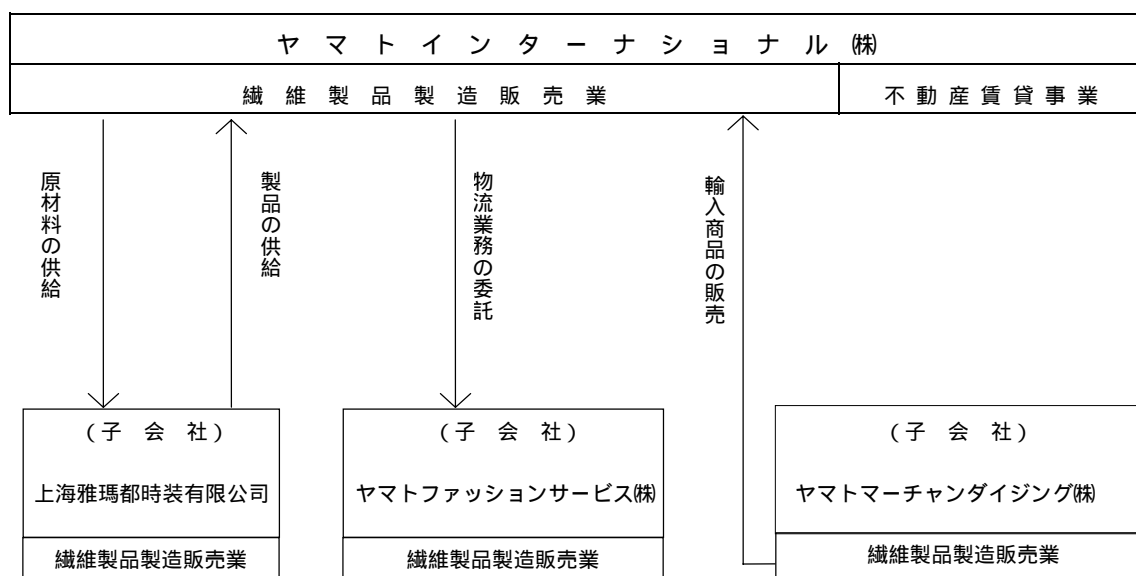 ヤマトインターナショナル㈱
繊維製品製造販売業
不動産賃貸事業
原材料の供給
製品の供給
物流業務の委託
輸入商品の販売
(子会社)
上海雅瑪都時装有限公司
繊維製品製造販売業
(子会社)
ヤマトファッションサービス㈱
繊維製品製造販売業
(子会社)
ヤマトマーチャンダイジング㈱
繊維製品製造販売業